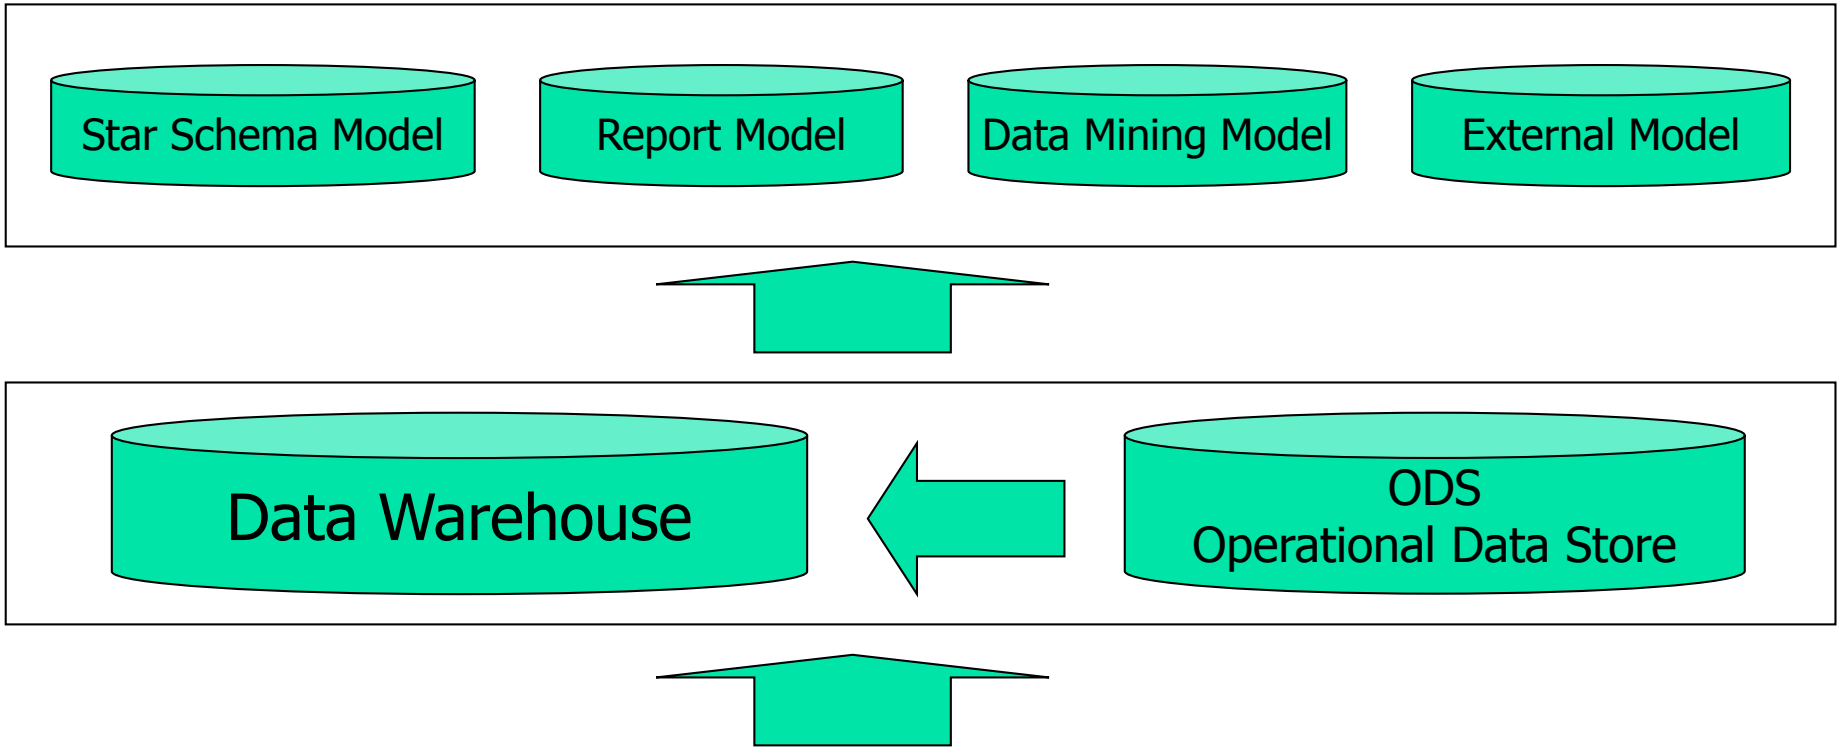 Star Schema Model
Report Model
Data Mining Model
External Model
Data Warehouse
ODS
Operational Data Store